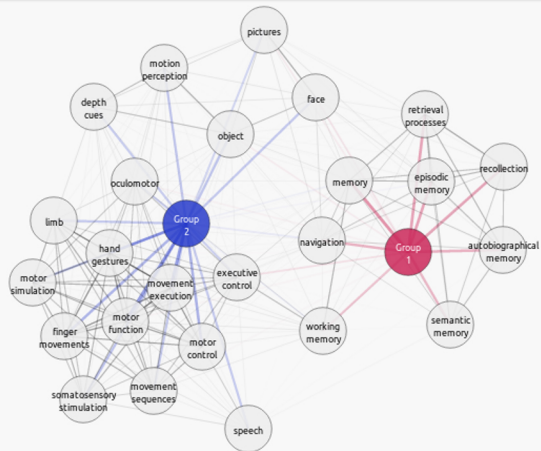 pictures
motion
perception
face
depth
cues
object
retrieval
processes
oculomotor
memory
episodic
memory
recollection
limb
Group
2
hand
gestures
navigation
Group
1
autobiographical
memory
motor
simulation
movement
execution
executive
control
finger
movements
motor
function
motor
control
working
memory
semantic
memory
somatosensory
stimulation
movement
sequences
speech